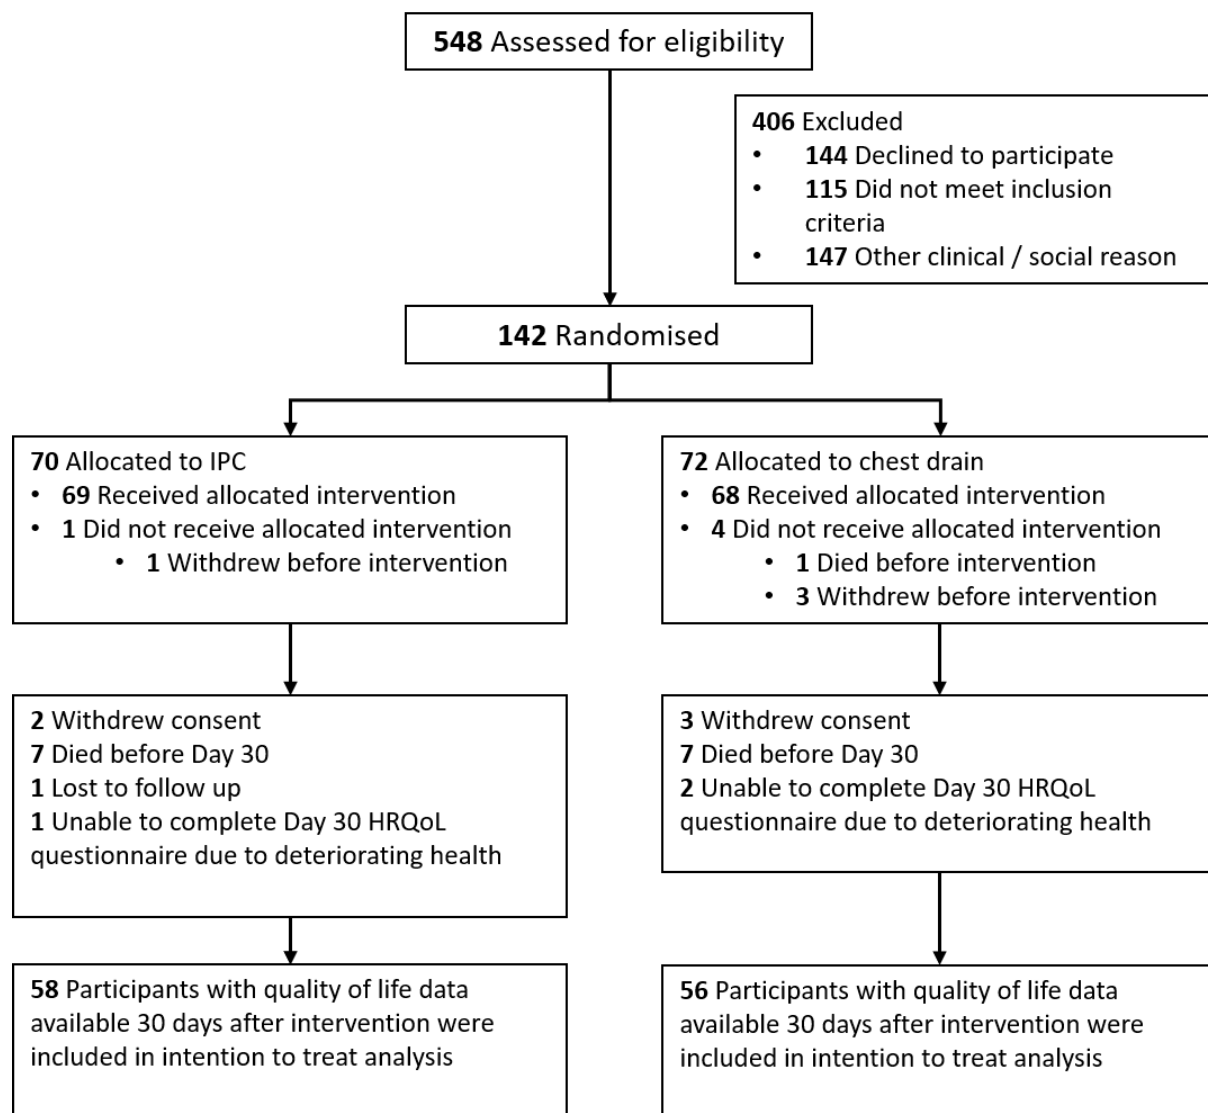 548 Assessed for eligibility
406 Excluded
• 144 Declined to participate
• 115 Did not meet inclusion
criteria
• 147 Other clinical / social reason
142 Randomised
70 Allocated to IPC
• 69 Received allocated intervention
• 1 Did not receive allocated intervention
• 1 Withdrew before intervention
72 Allocated to chest drain
• 68 Received allocated intervention
• 4 Did not receive allocated intervention
• 1 Died before intervention
• 3 Withdrew before intervention
2 Withdrew consent
7 Died before Day 30
1 Lost to follow up
1 Unable to complete Day 30 HRQoL
questionnaire due to deteriorating health
3 Withdrew consent
7 Died before Day 30
2 Unable to complete Day 30 HRQoL
questionnaire due to deteriorating health
58 Participants with quality of life data
available 30 days after intervention were
included in intention to treat analysis
56 Participants with quality of life data
available 30 days after intervention were
included in intention to treat analysis